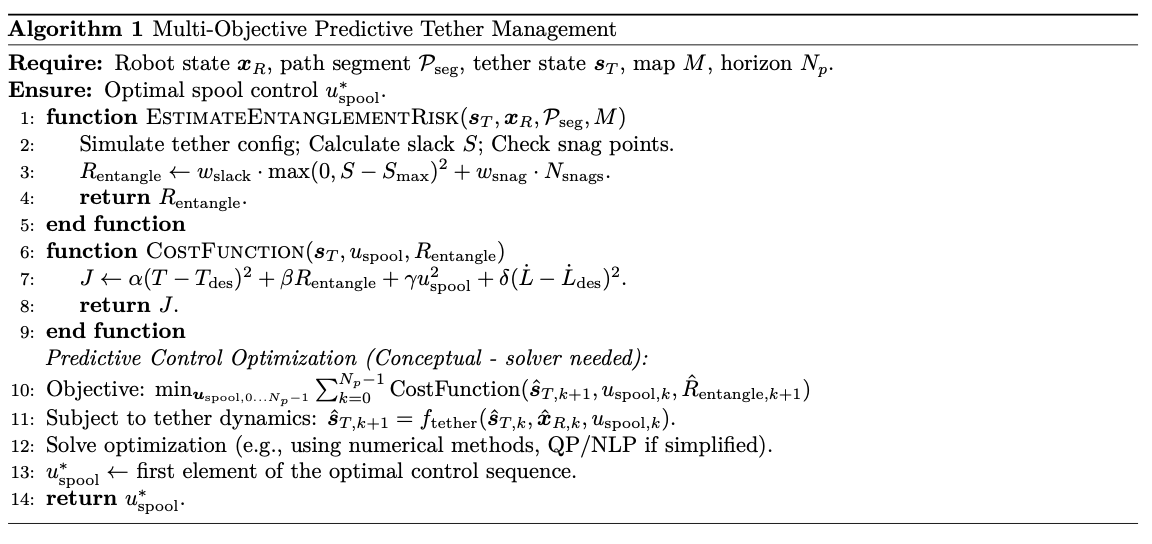 Algorithm 1 Multi-Objective Predictive Tether Management
Require: Robot state 𝒙_R, path segment 𝒫_seg, tether state 𝒔_T, map M, horizon N_p.
Ensure: Optimal spool control u*_spool.
1: function EstimateEntanglementRisk(𝒔_T, 𝒙_R, 𝒫_seg, M)
2: Simulate tether config; Calculate slack S; Check snag points.
3: R_entangle ← w_slack · max(0, S − S_max)² + w_snag · N_snags.
4: return R_entangle.
5: end function
6: function CostFunction(𝒔_T, u_spool, R_entangle)
7: J ← α(T − T_des)² + βR_entangle + γu²_spool + δ(L̇ − L̇_des)².
8: return J.
9: end function
Predictive Control Optimization (Conceptual - solver needed):
10: Objective: min_{𝒖_spool,0...N_p−1} ∑_{k=0}^{N_p−1} CostFunction(𝒔̂_{T,k+1}, u_{spool,k}, R̂_{entangle,k+1})
11: Subject to tether dynamics: 𝒔̂_{T,k+1} = f_tether(𝒔̂_{T,k}, 𝒙̂_{R,k}, u_{spool,k}).
12: Solve optimization (e.g., using numerical methods, QP/NLP if simplified).
13: u*_spool ← first element of the optimal control sequence.
14: return u*_spool.